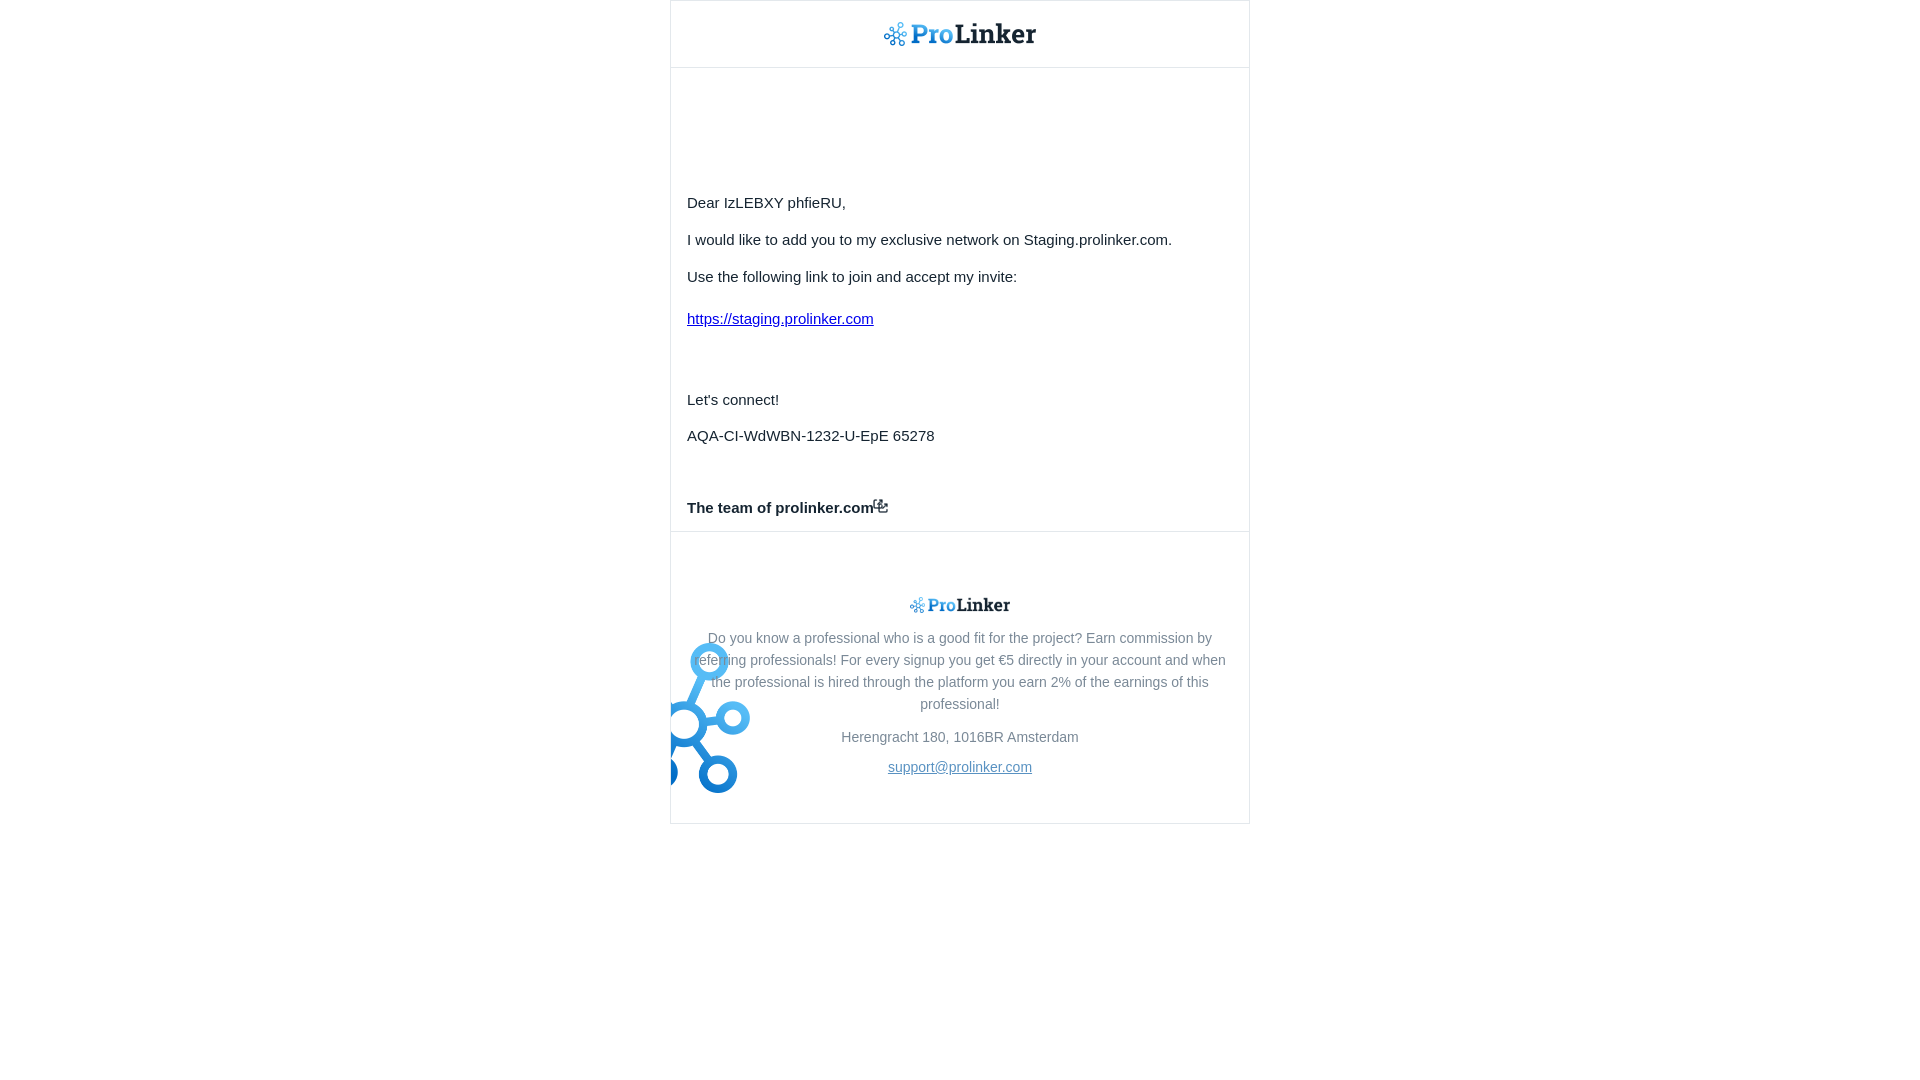 ProLinker
Dear IzLEBXY phfieRU,
I would like to add you to my exclusive network on Staging.prolinker.com.
Use the following link to join and accept my invite:
https://staging.prolinker.com
Let's connect!
AQA-CI-WdWBN-1232-U-EpE 65278
The team of prolinker.com
ProLinker
Do you know a professional who is a good fit for the project? Earn commission by
referring professionals! For every signup you get €5 directly in your account and when
the professional is hired through the platform you earn 2% of the earnings of this
professional!
Herengracht 180, 1016BR Amsterdam
support@prolinker.com